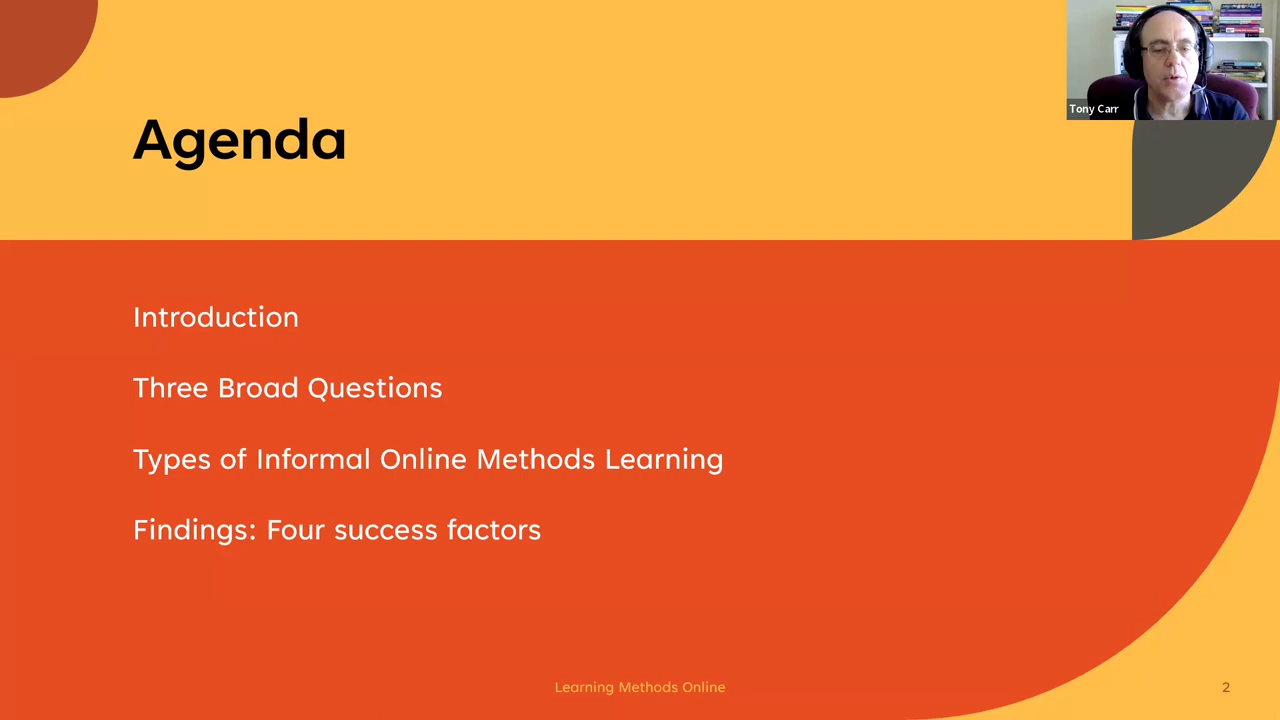 Tony Carr
Agenda
Introduction
Three Broad Questions
Types of Informal Online Methods Learning
Findings: Four success factors
Learning Methods Online
2